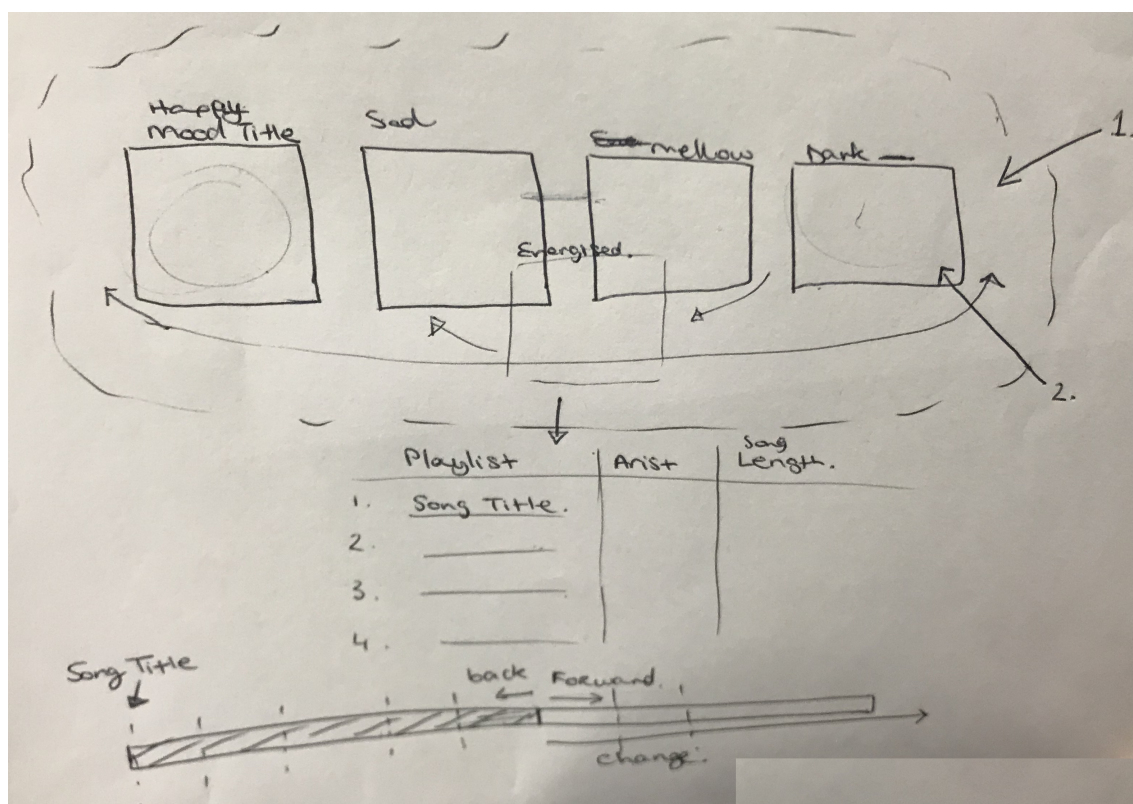 Happy
Mood Title
Sad
mellow
Dark
1.
Energised.
2.
Playlist
Arist
Song
Length.
1.
Song Title.
2.
3.
4.
Song Title
back
Forward.
change.